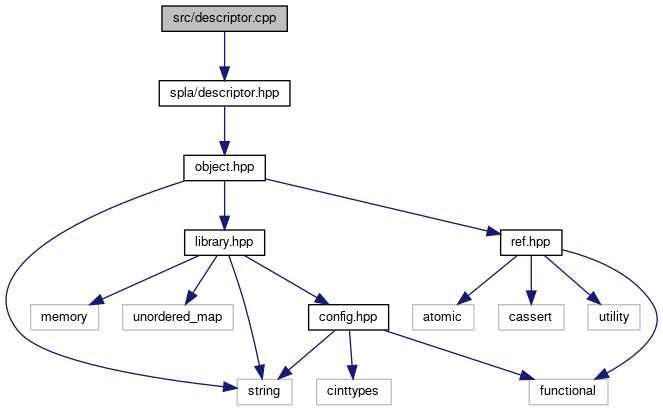 src/descriptor.cpp
spla/descriptor.hpp
object.hpp
library.hpp
ref.hpp
memory
unordered_map
config.hpp
atomic
cassert
utility
string
cinttypes
functional